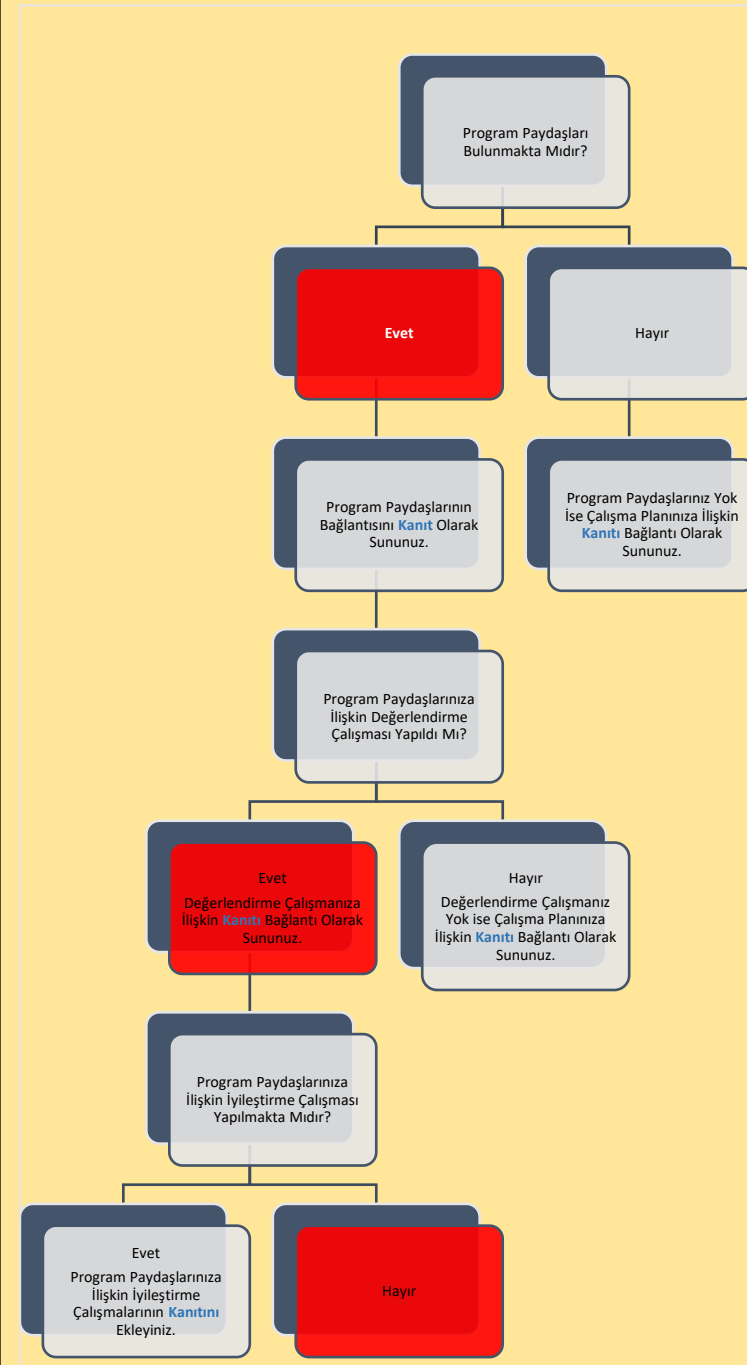 Program Paydaşları
Bulunmakta Mıdır?
Evet
Hayır
Program Paydaşlarının
Bağlantısını Kanıt Olarak
Sununuz.
Program Paydaşlarınız Yok
İse Çalışma Planınıza İlişkin
Kanıtı Bağlantı Olarak
Sununuz.
Program Paydaşlarınıza
İlişkin Değerlendirme
Çalışması Yapıldı Mı?
Evet
Değerlendirme Çalışmanıza
İlişkin Kanıtı Bağlantı Olarak
Sununuz.
Hayır
Değerlendirme Çalışmanız
Yok ise Çalışma Planınıza
İlişkin Kanıtı Bağlantı Olarak
Sununuz.
Program Paydaşlarınıza
İlişkin İyileştirme Çalışması
Yapılmakta Mıdır?
Evet
Program Paydaşlarınıza
İlişkin İyileştirme
Çalışmalarının Kanıtını
Ekleyiniz.
Hayır